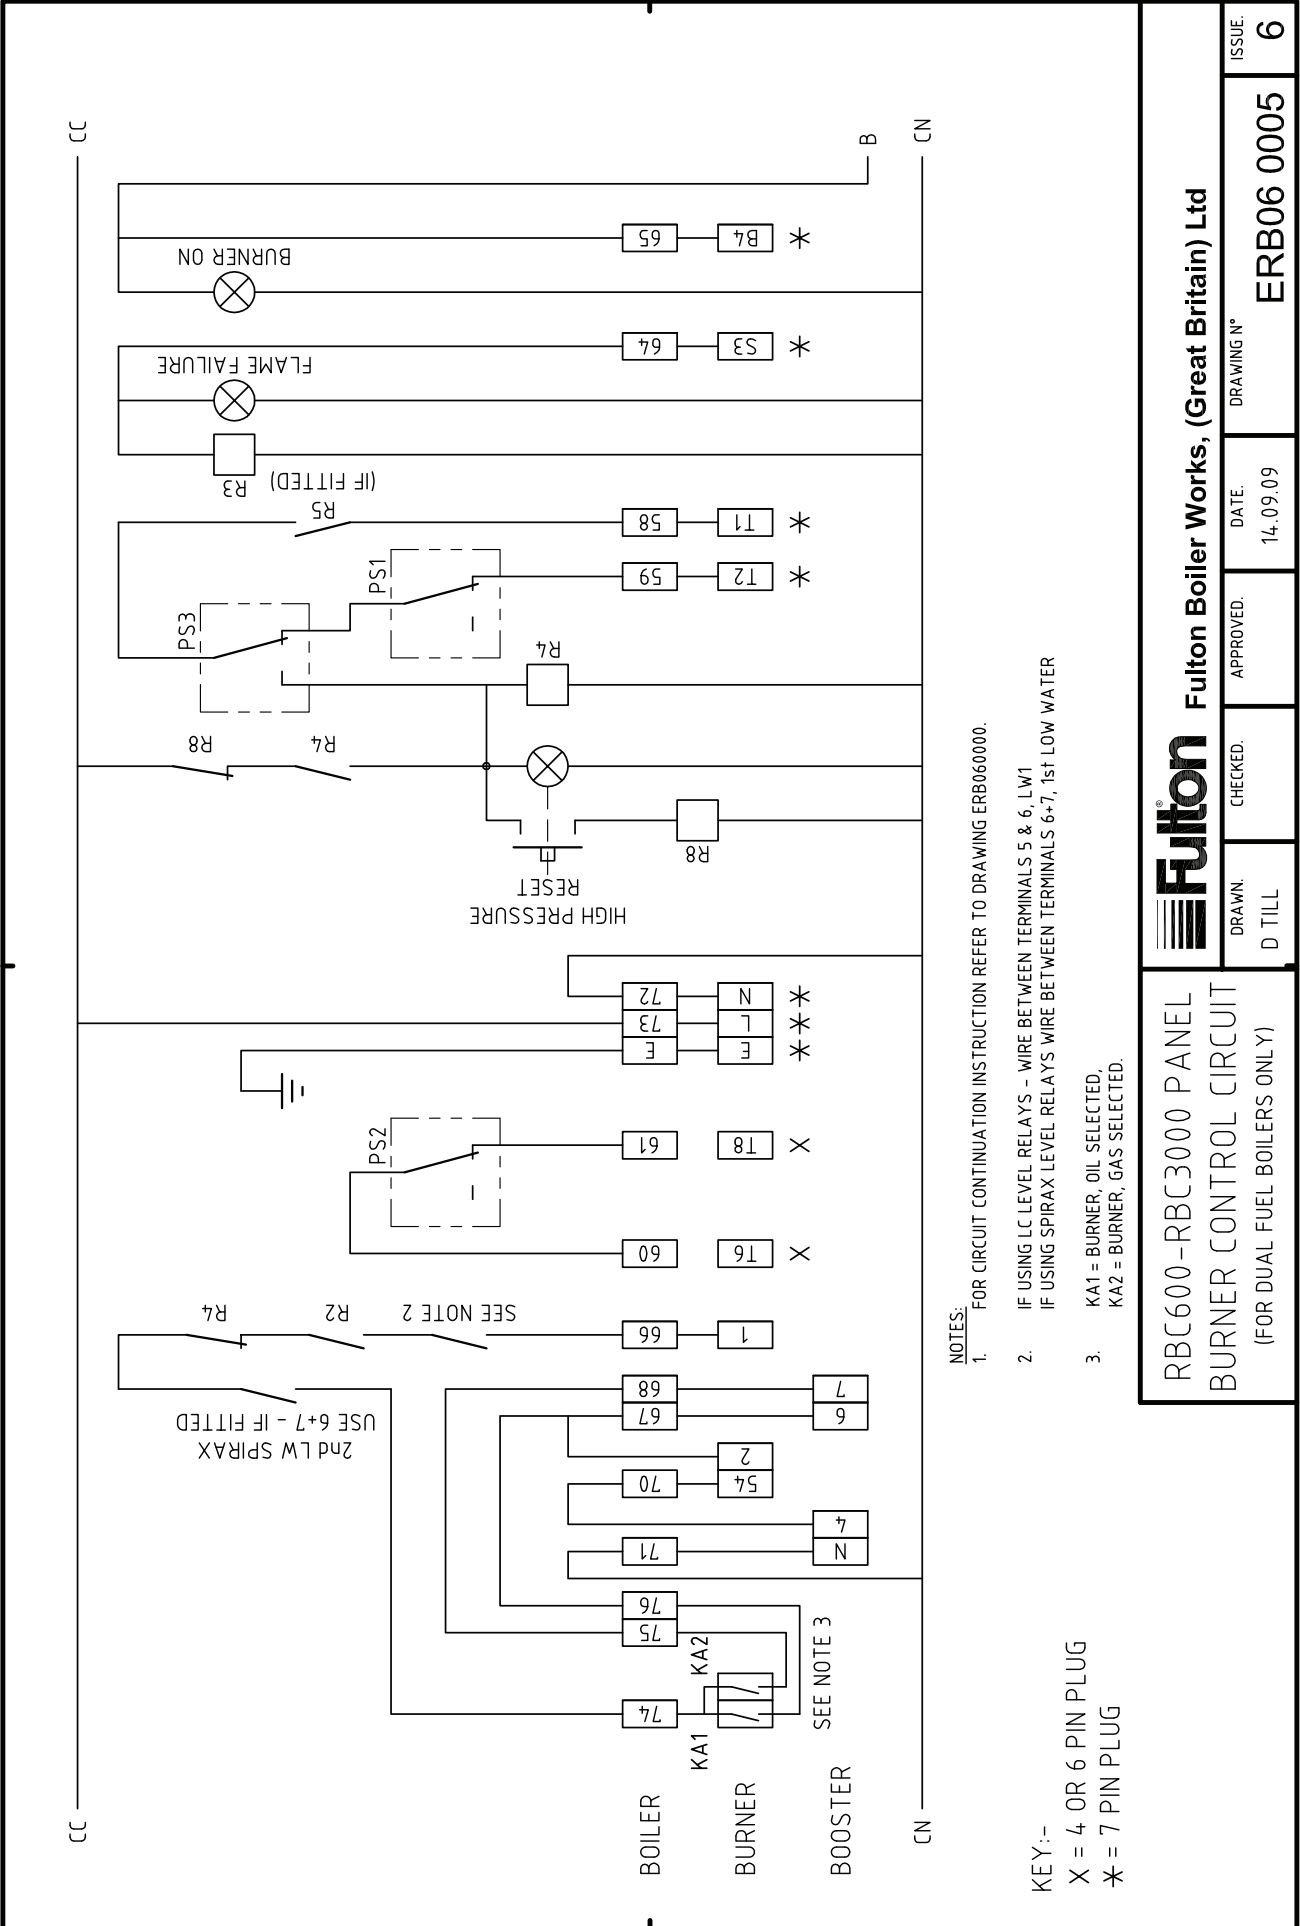 CC
CC
2nd LW SPIRAX
USE 6+7 - IF FITTED
R4
R2
SEE NOTE 2
PS2
R8
R4
HIGH PRESSURE
RESET
R8
R4
PS3
PS1
R5
(IF FITTED)
R3
FLAME FAILURE
BURNER ON
B
BOILER
74
75
76
71
70
67
68
66
60
61
E
73
72
59
58
64
65
KA1
KA2
BURNER
54
2
1
T6
T8
E
L
N
T2
T1
S3
B4
BOOSTER
SEE NOTE 3
N
4
6
7
X
X
*
*
*
*
*
*
*
CN
CN
NOTES:
1. FOR CIRCUIT CONTINUATION INSTRUCTION REFER TO DRAWING ERB060000.
2. IF USING LC LEVEL RELAYS - WIRE BETWEEN TERMINALS 5 & 6, LW1
IF USING SPIRAX LEVEL RELAYS WIRE BETWEEN TERMINALS 6+7, 1st LOW WATER
3. KA1 = BURNER, OIL SELECTED,
KA2 = BURNER, GAS SELECTED.
KEY:-
X = 4 OR 6 PIN PLUG
* = 7 PIN PLUG
RBC600-RBC3000 PANEL
BURNER CONTROL CIRCUIT
(FOR DUAL FUEL BOILERS ONLY)
Fulton®
Fulton Boiler Works, (Great Britain) Ltd
DRAWN.
D TILL
CHECKED.
APPROVED.
DATE.
14.09.09
DRAWING N°
ERB06 0005
ISSUE.
6